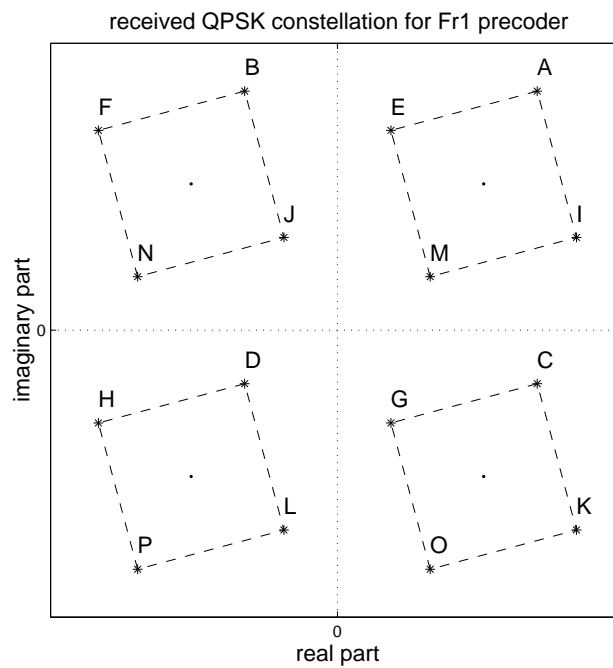 received QPSK constellation for Fr1 precoder
B
A
F
E
J
I
N
M
imaginary part
0
D
C
H
G
L
K
P
O
0
real part